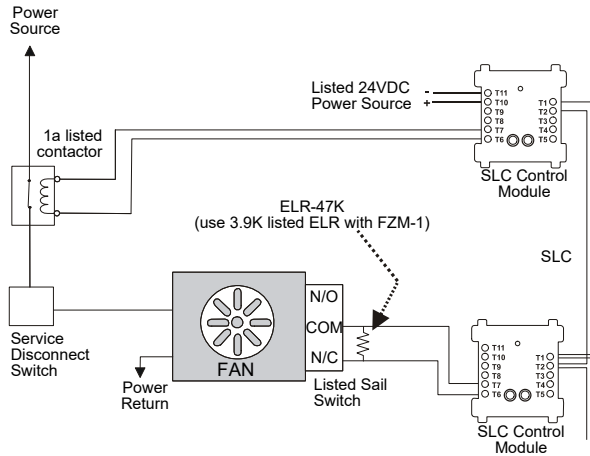 Power
Source
Listed 24VDC
Power Source
-
+
T11
T10
T9
T8
T7
T6
T1
T2
T3
T4
T5
SLC Control
Module
1a listed
contactor
ELR-47K
(use 3.9K listed ELR with FZM-1)
SLC
N/O
COM
N/C
FAN
Service
Disconnect
Switch
Power
Return
Listed Sail
Switch
T11
T10
T9
T8
T7
T6
T1
T2
T3
T4
T5
SLC Control
Module